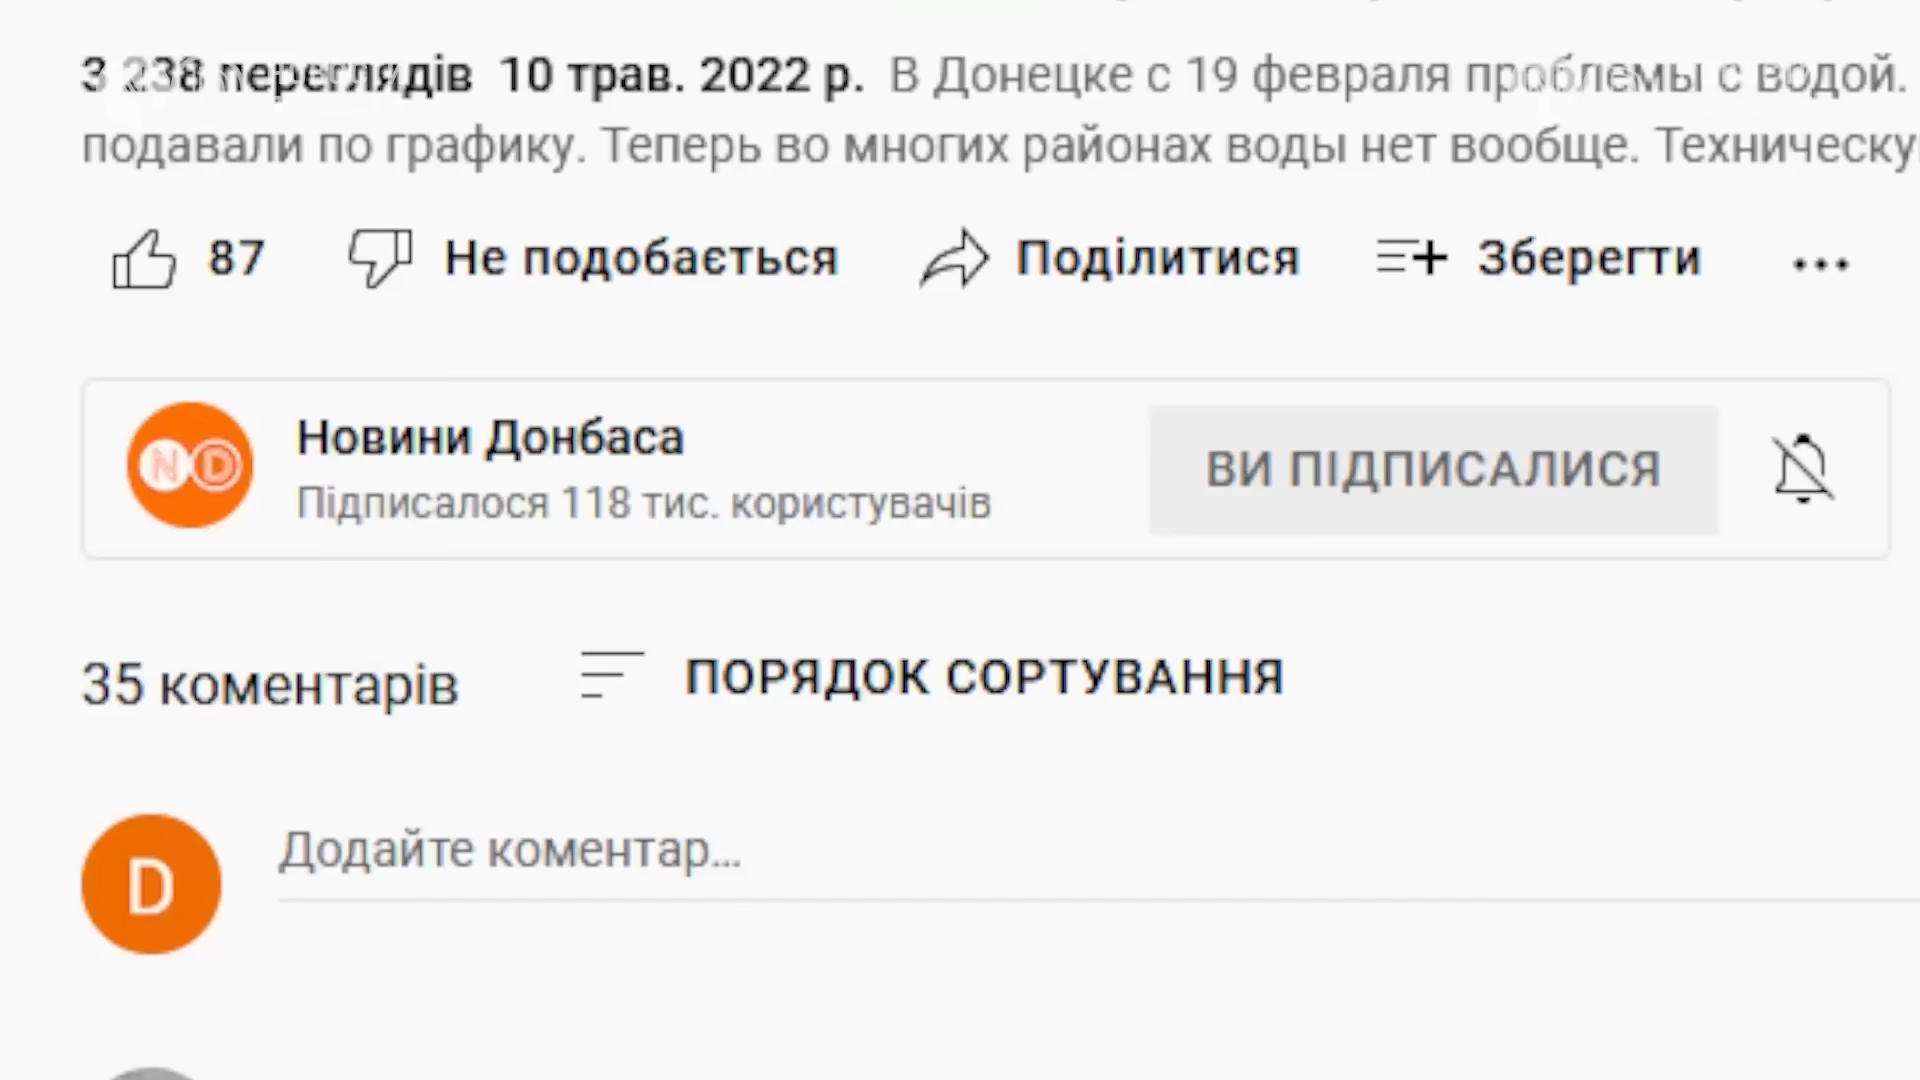 3 238 переглядів 10 трав. 2022 р. В Донецке с 19 февраля проблемы с водой.
подавали по графику. Теперь во многих районах воды нет вообще. Техническу
87 Не подобається Поділитися Зберегти ...
Новини Донбаса
ND
Підписалося 118 тис. користувачів
ВИ ПІДПИСАЛИСЯ
35 коментарів ПОРЯДОК СОРТУВАННЯ
D
Додайте коментар...